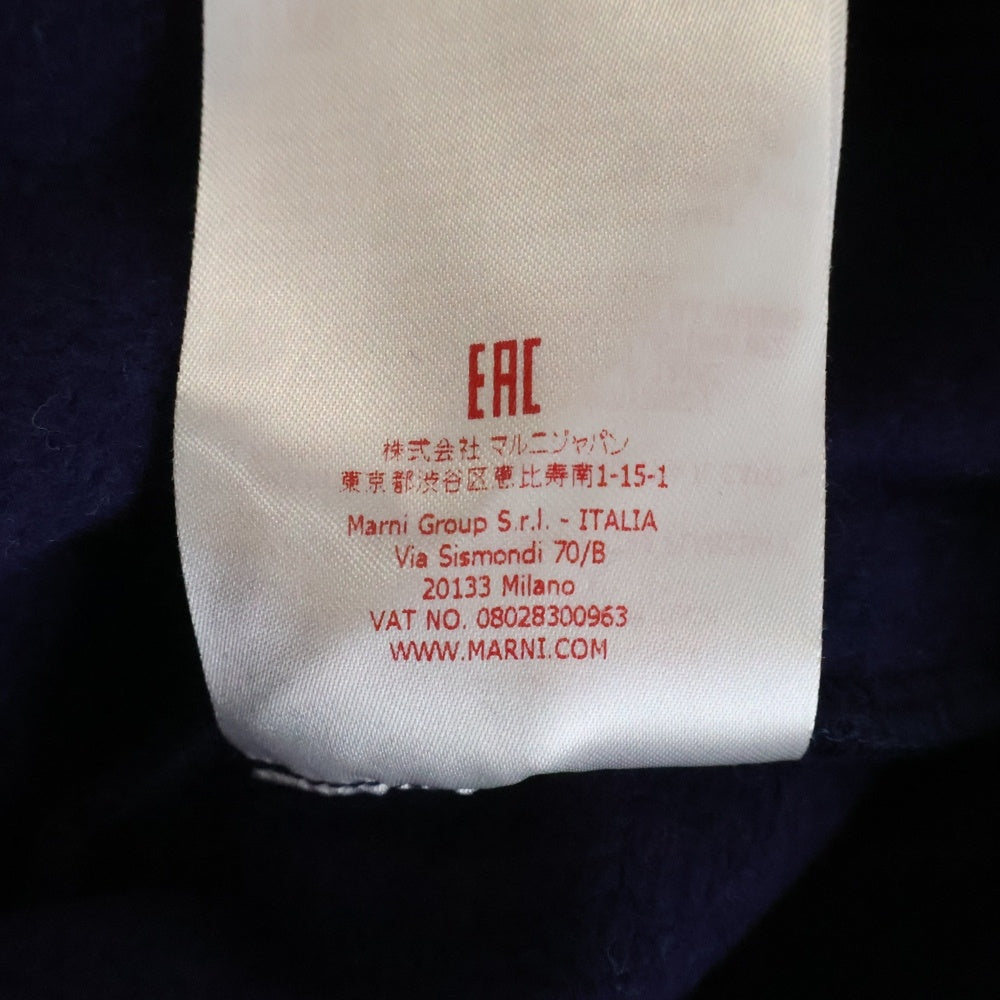 EAC
株式会社 マルニジャパン
東京都渋谷区恵比寿南1-15-1
Marni Group S.r.l. - ITALIA
Via Sismondi 70/B
20133 Milano
VAT NO. 08028300963
WWW.MARNI.COM